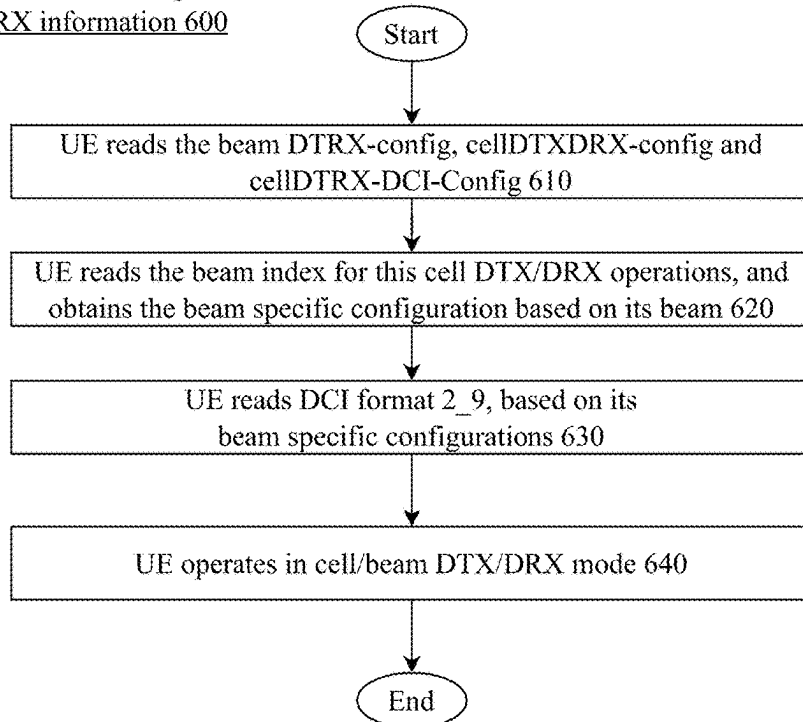 RX information 600
Start
UE reads the beam DTRX-config, cellDTXDRX-config and
cellDTRX-DCI-Config 610
UE reads the beam index for this cell DTX/DRX operations, and
obtains the beam specific configuration based on its beam 620
UE reads DCI format 2_9, based on its
beam specific configurations 630
UE operates in cell/beam DTX/DRX mode 640
End